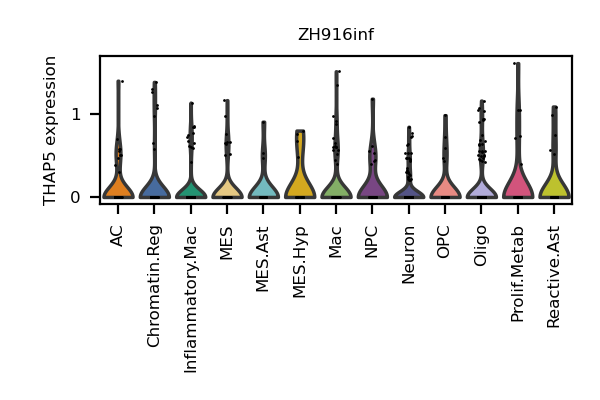 ZH916inf
THAP5 expression
1
0
AC
Chromatin.Reg
Inflammatory.Mac
MES
MES.Ast
MES.Hyp
Mac
NPC
Neuron
OPC
Oligo
Prolif.Metab
Reactive.Ast